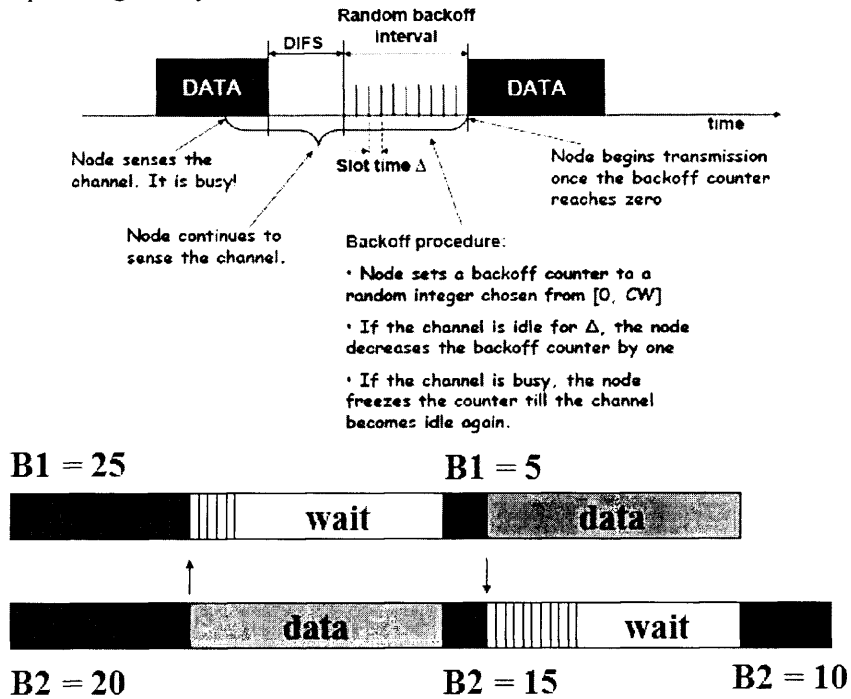 Random backoff
interval
DIFS
DATA
DATA
time
Node senses the
channel. It is busy!
Slot time Δ
Node begins transmission
once the backoff counter
reaches zero
Node continues to
sense the channel.
Backoff procedure:
• Node sets a backoff counter to a
random integer chosen from [0, CW]
• If the channel is idle for Δ, the node
decreases the backoff counter by one
• If the channel is busy, the node
freezes the counter till the channel
becomes idle again.
B1 = 25
B1 = 5
wait
data
data
wait
B2 = 20
B2 = 15
B2 = 10